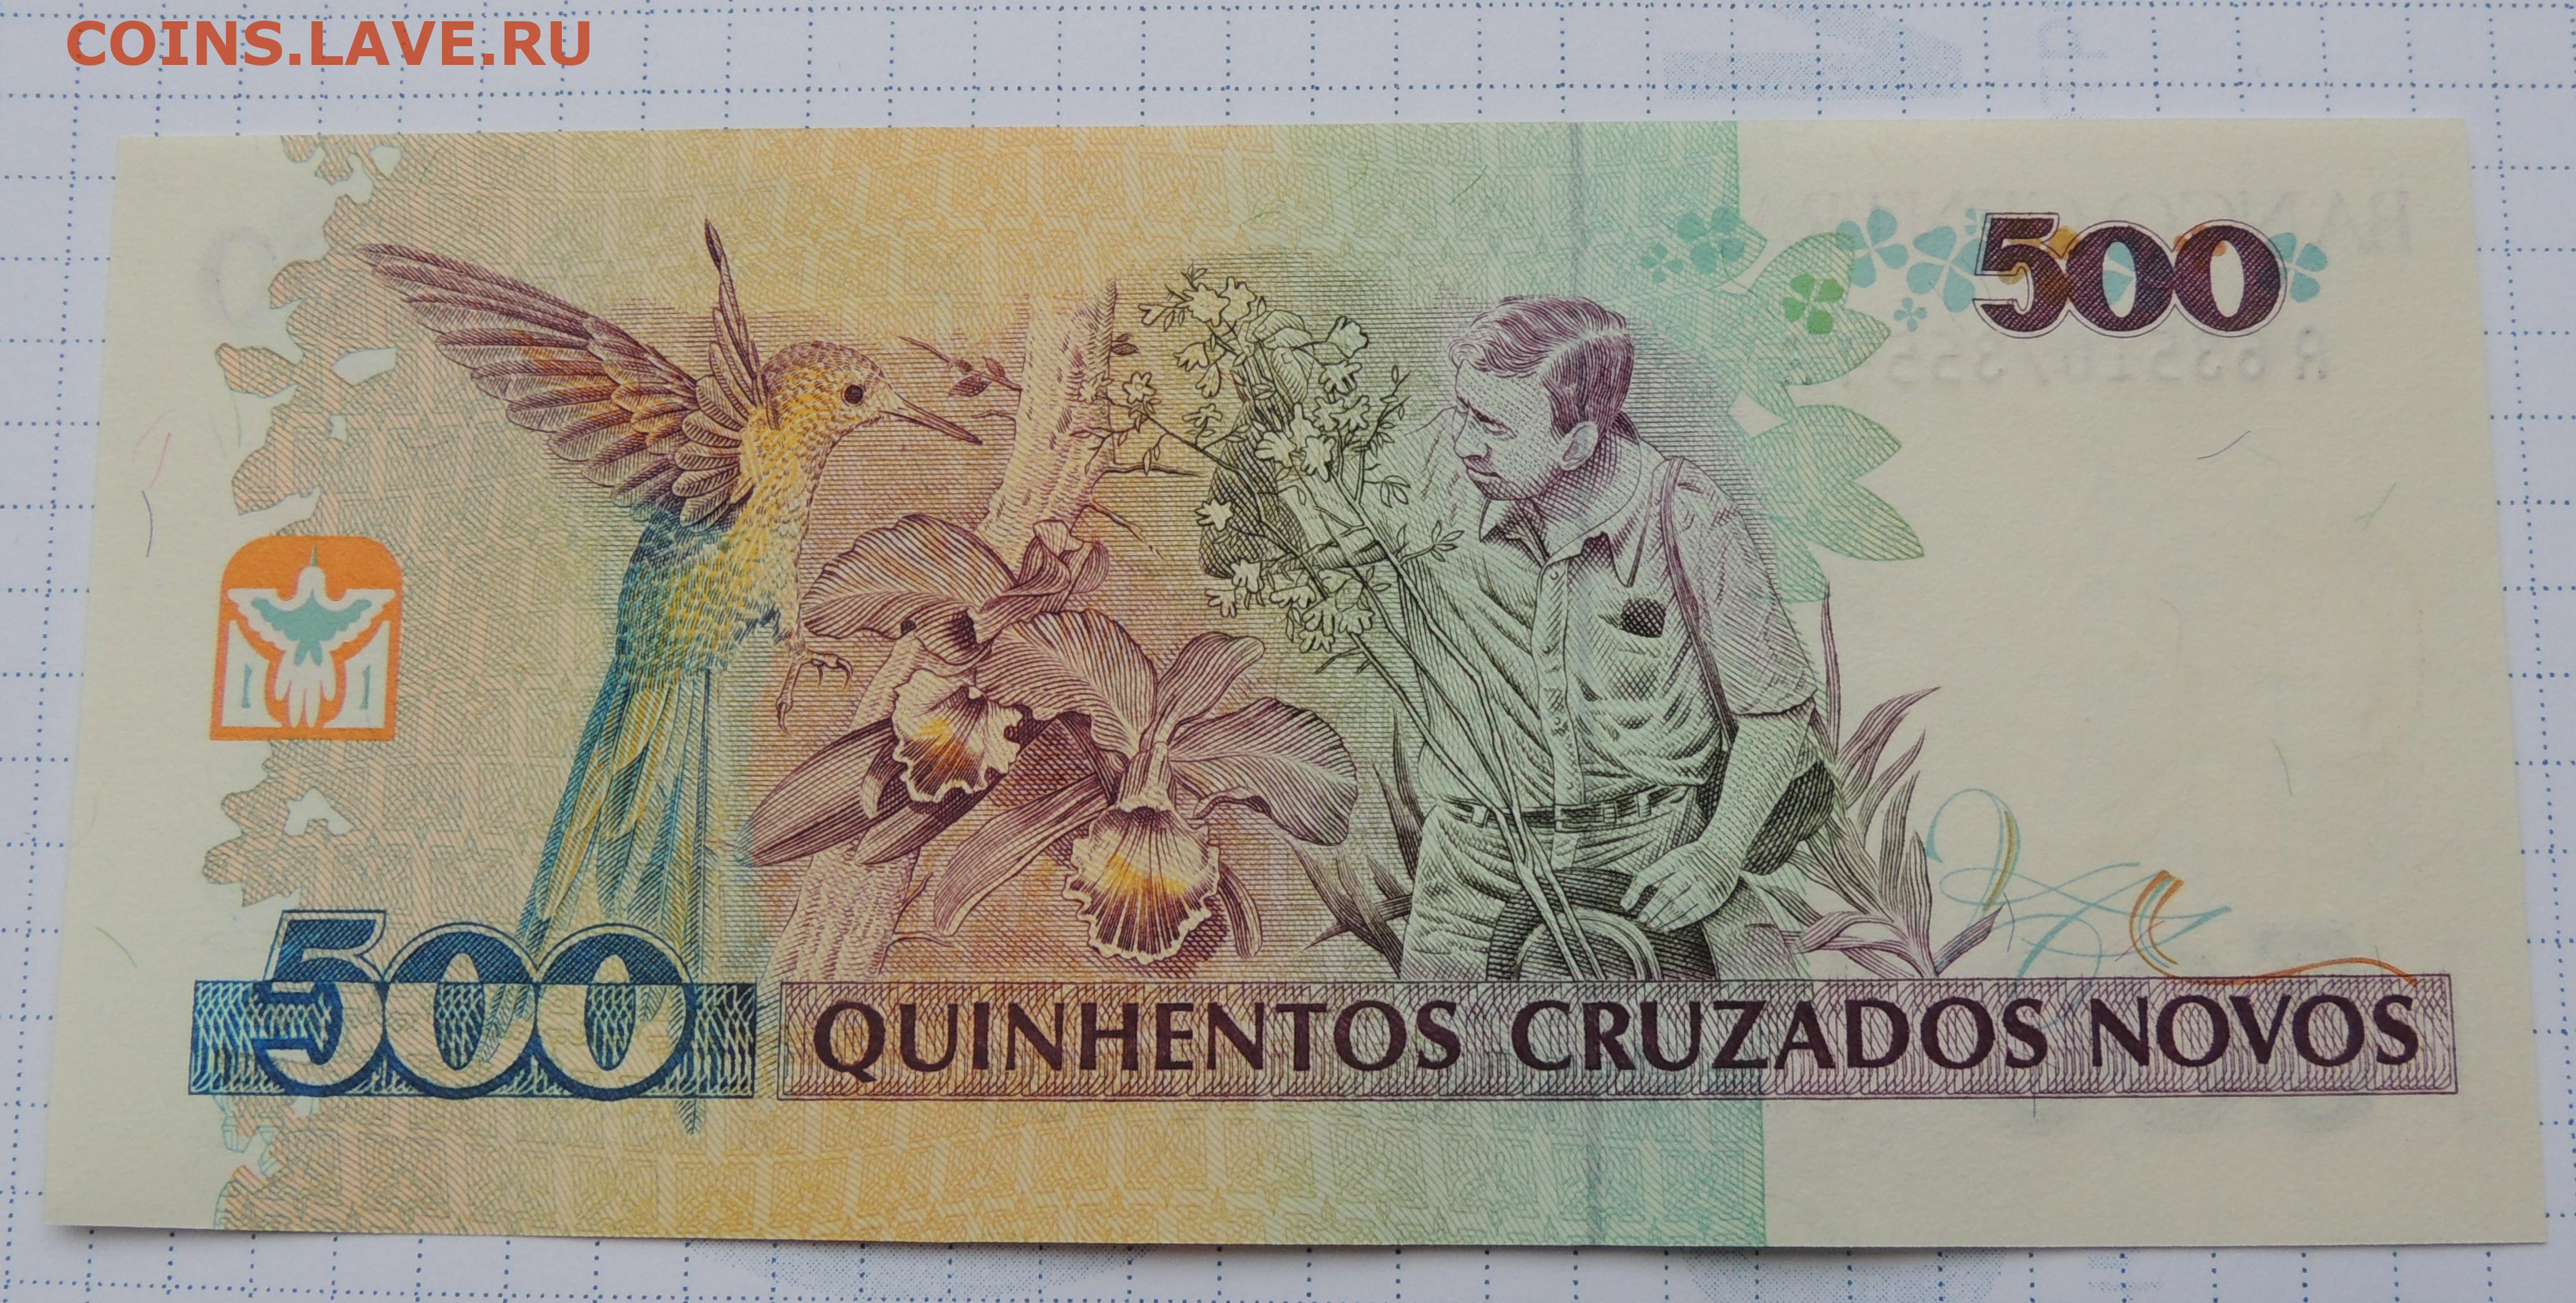 COINS.LAVE.RU
500
500
QUINHENTOS CRUZADOS NOVOS